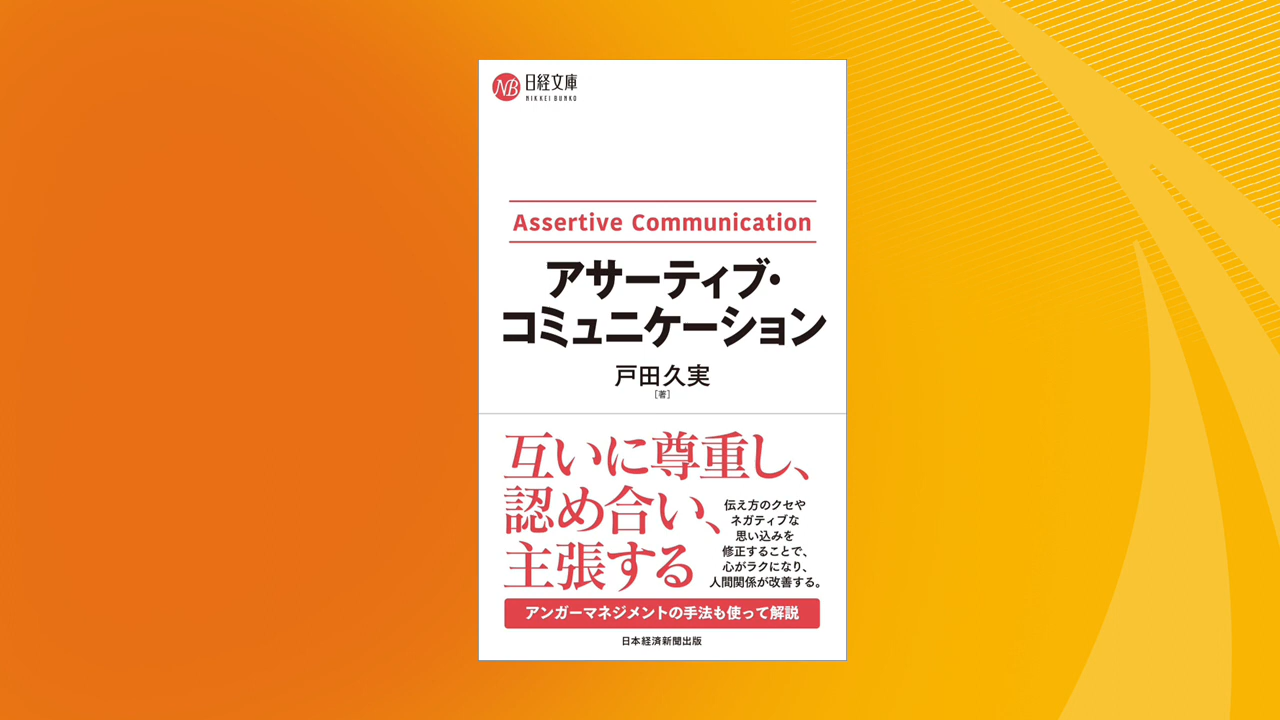 NB 日経文庫
NIKKEI BUNKO
Assertive Communication
アサーティブ・
コミュニケーション
戸田久実
[著]
互いに尊重し、
認め合い、
主張する
伝え方のクセや
ネガティブな
思い込みを
修正することで、
心がラクになり、
人間関係が改善する。
アンガーマネジメントの手法も使って解説
日本経済新聞出版